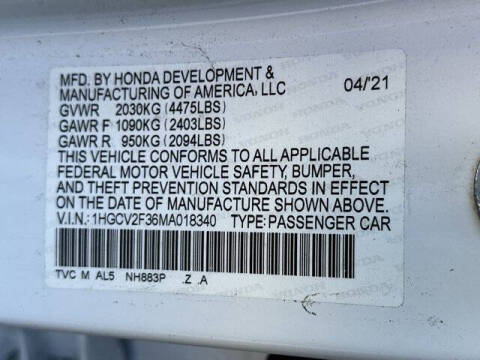 MFD. BY HONDA DEVELOPMENT &
MANUFACTURING OF AMERICA, LLC 04/21
GVWR 2030KG (4475LBS)
GAWR F 1090KG (2403LBS)
GAWR R 950KG (2094LBS)
THIS VEHICLE CONFORMS TO ALL APPLICABLE
FEDERAL MOTOR VEHICLE SAFETY, BUMPER,
AND THEFT PREVENTION STANDARDS IN EFFECT
ON THE DATE OF MANUFACTURE SHOWN ABOVE.
V.I.N.: 1HGCV2F36MA018340 TYPE: PASSENGER CAR
TVC M AL5 NH883P .Z .A